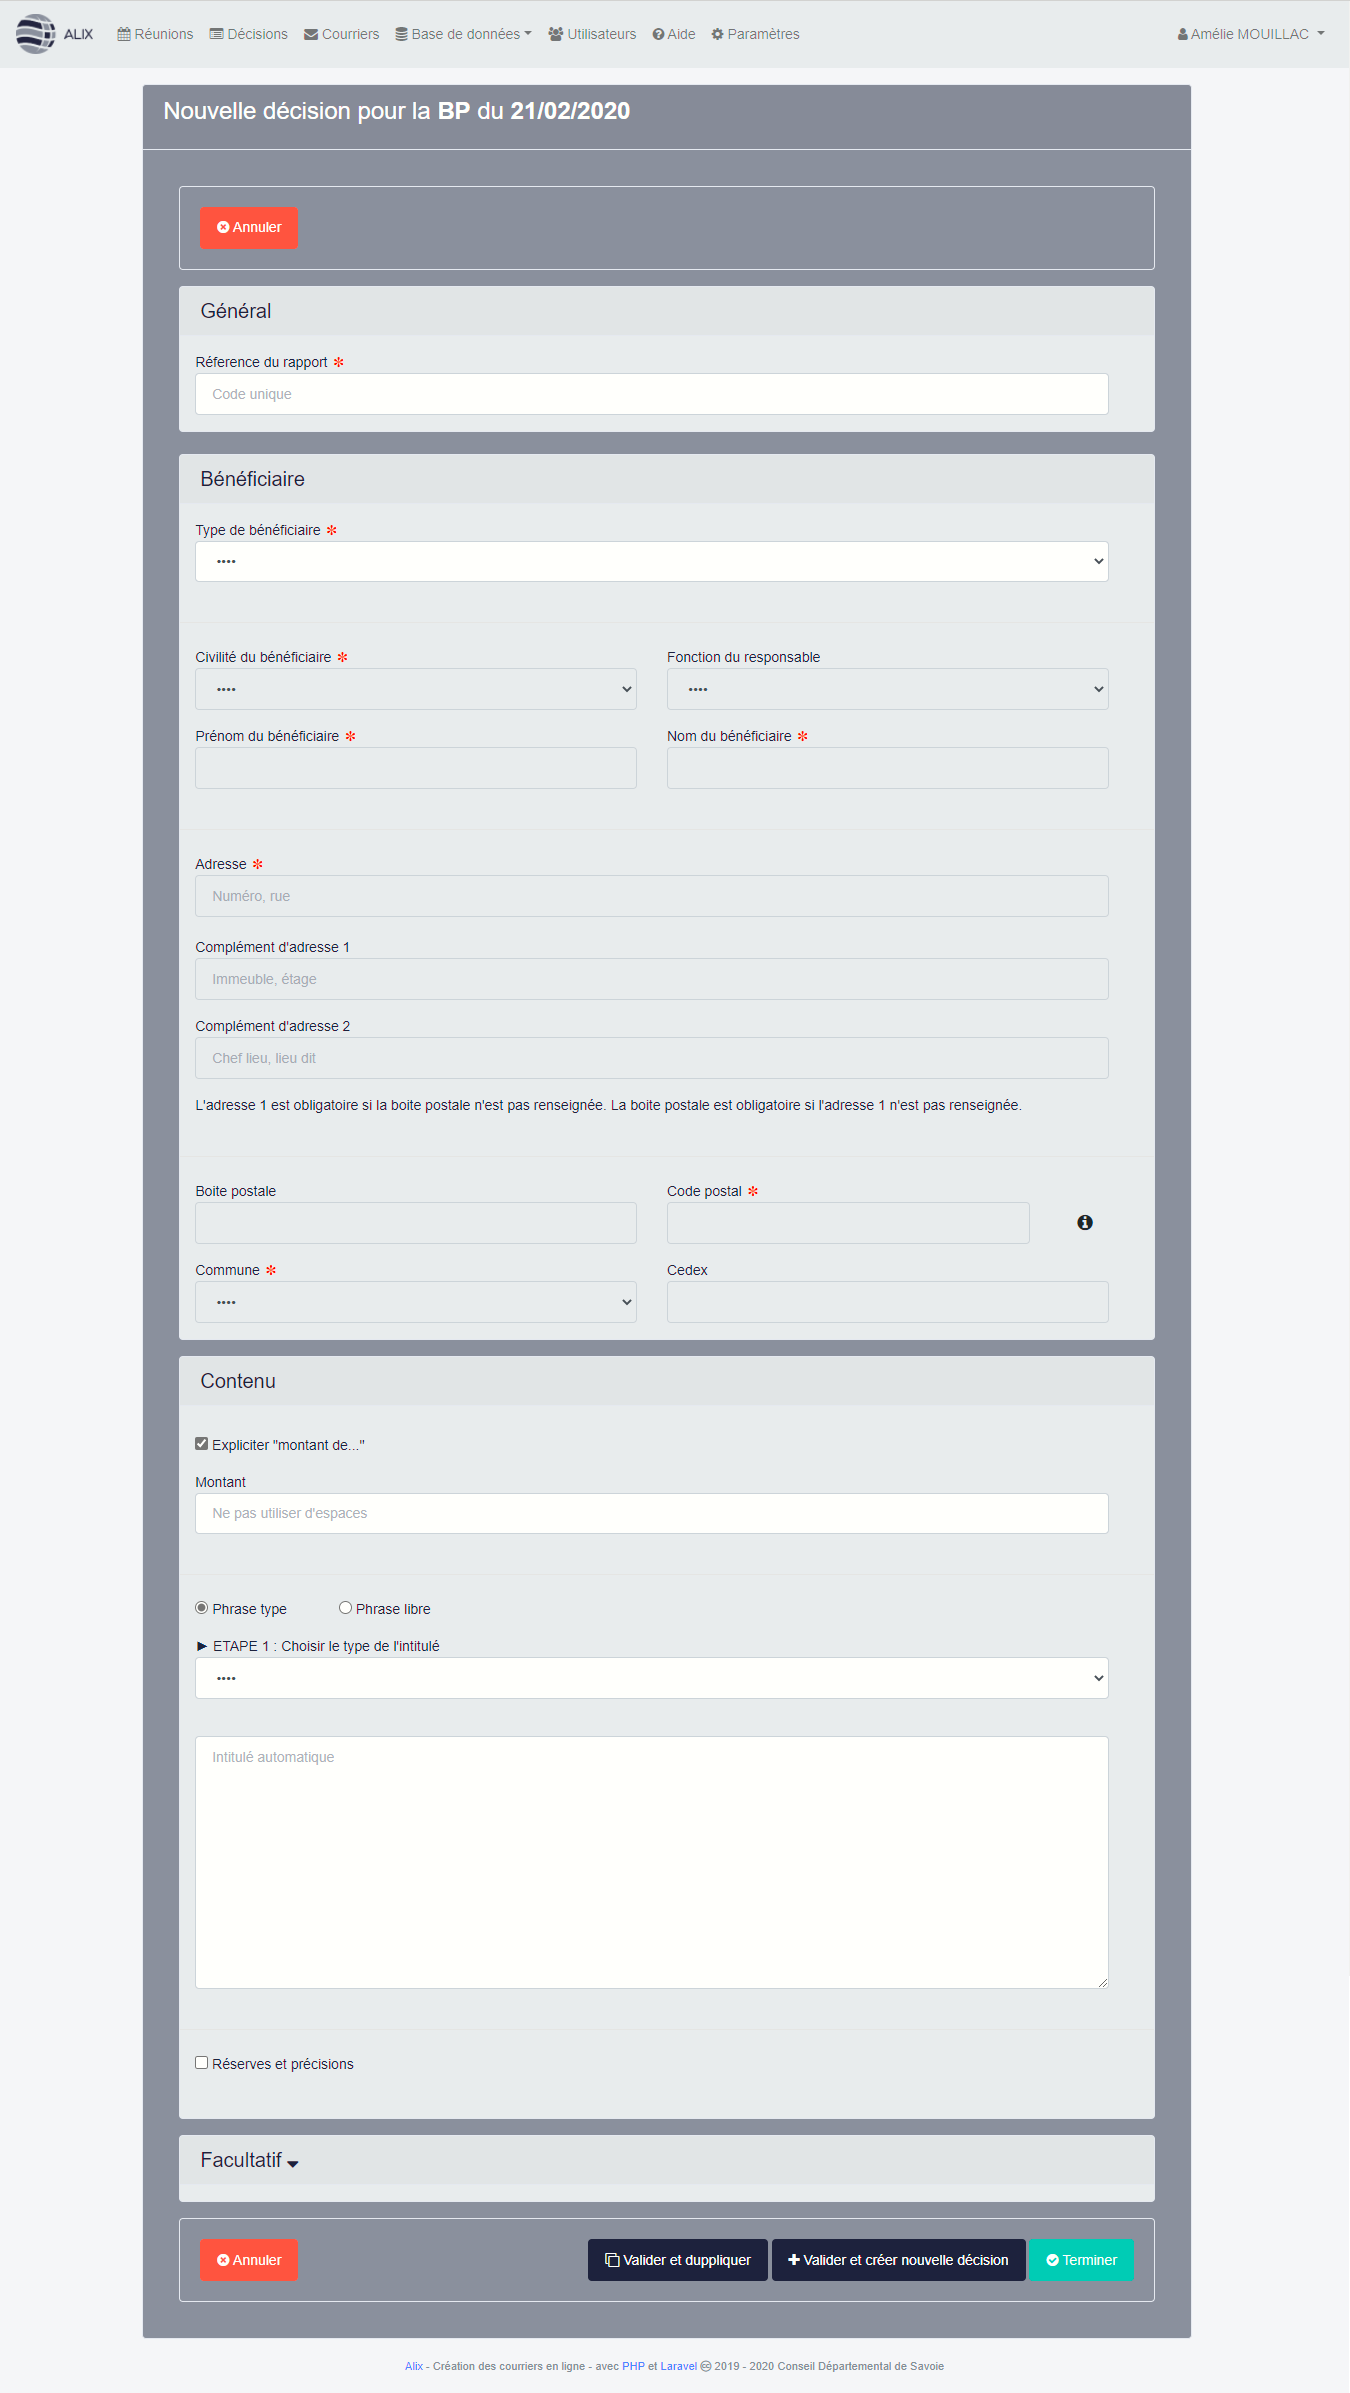 ALIX Réunions Décisions Courriers Base de données Utilisateurs Aide Paramètres Amélie MOUILLAC
Nouvelle décision pour la BP du 21/02/2020
Annuler
Général
Réference du rapport *
Code unique
Bénéficiaire
Type de bénéficiaire *
----
Civilité du bénéficiaire * Fonction du responsable
---- ----
Prénom du bénéficiaire * Nom du bénéficiaire *
Adresse *
Numéro, rue
Complément d'adresse 1
Immeuble, étage
Complément d'adresse 2
Chef lieu, lieu dit
L'adresse 1 est obligatoire si la boite postale n'est pas renseignée. La boite postale est obligatoire si l'adresse 1 n'est pas renseignée.
Boite postale Code postal *
Commune * Cedex
----
Contenu
Expliciter "montant de..."
Montant
Ne pas utiliser d'espaces
Phrase type Phrase libre
► ETAPE 1 : Choisir le type de l'intitulé
----
Intitulé automatique
Réserves et précisions
Facultatif
Annuler Valider et duppliquer Valider et créer nouvelle décision Terminer
Alix - Création des courriers en ligne - avec PHP et Laravel 2019 - 2020 Conseil Départemental de Savoie